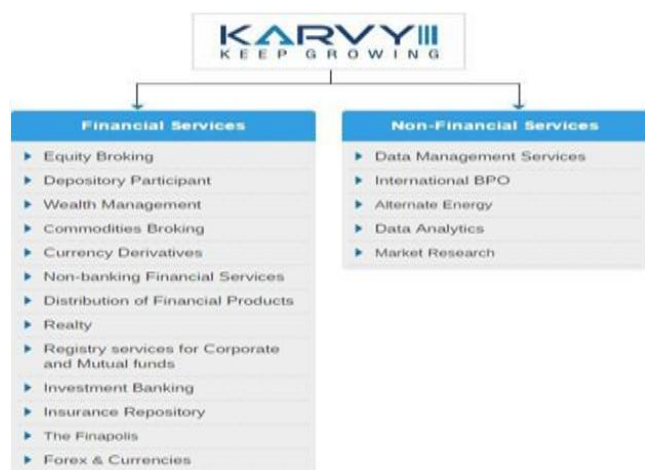 KARVY
KEEP GROWING
Financial Services
Equity Broking
Depository Participant
Wealth Management
Commodities Broking
Currency Derivatives
Non-banking Financial Services
Distribution of Financial Products
Realty
Registry services for Corporate
and Mutual funds
Investment Banking
Insurance Repository
The Finapolis
Forex & Currencies
Non-Financial Services
Data Management Services
International BPO
Alternate Energy
Data Analytics
Market Research